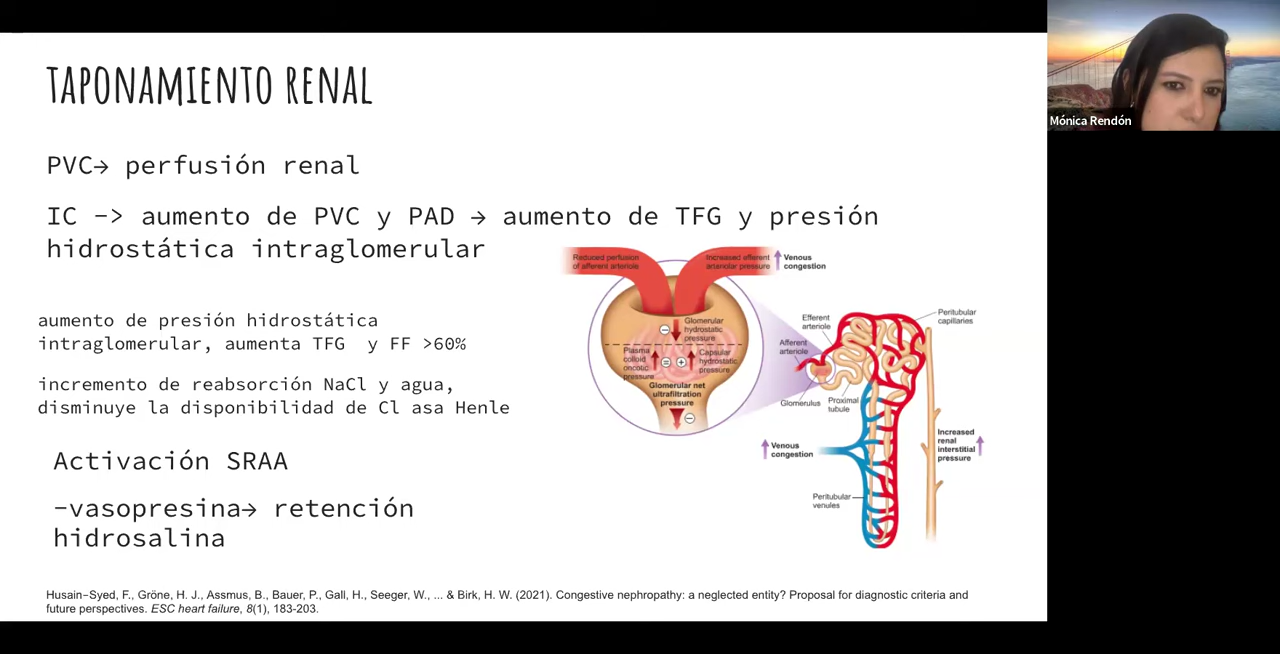 TAPONAMIENTO RENAL
Mónica Rendón
PVC→ perfusión renal
IC -> aumento de PVC y PAD → aumento de TFG y presión
hidrostática intraglomerular
aumento de presión hidrostática
intraglomerular, aumenta TFG y FF >60%
incremento de reabsorción NaCl y agua,
disminuye la disponibilidad de Cl asa Henle
Activación SRAA
-vasopresina→ retención
hidrosalina
Reduced perfusion
of afferent arteriole
Increased efferent
arteriolar pressure
Venous
congestion
Glomerular
hydrostatic
pressure
Plasma
colloid
oncotic
pressure
Capsular
hydrostatic
pressure
Glomerular net
ultrafiltration
pressure
Efferent
arteriole
Peritubular
capillaries
Afferent
arteriole
Glomerulus
Proximal
tubule
Venous
congestion
Increased
renal
interstitial
pressure
Peritubular
venules
Husain-Syed, F., Gröne, H. J., Assmus, B., Bauer, P., Gall, H., Seeger, W., ... & Birk, H. W. (2021). Congestive nephropathy: a neglected entity? Proposal for diagnostic criteria and
future perspectives. ESC heart failure, 8(1), 183-203.